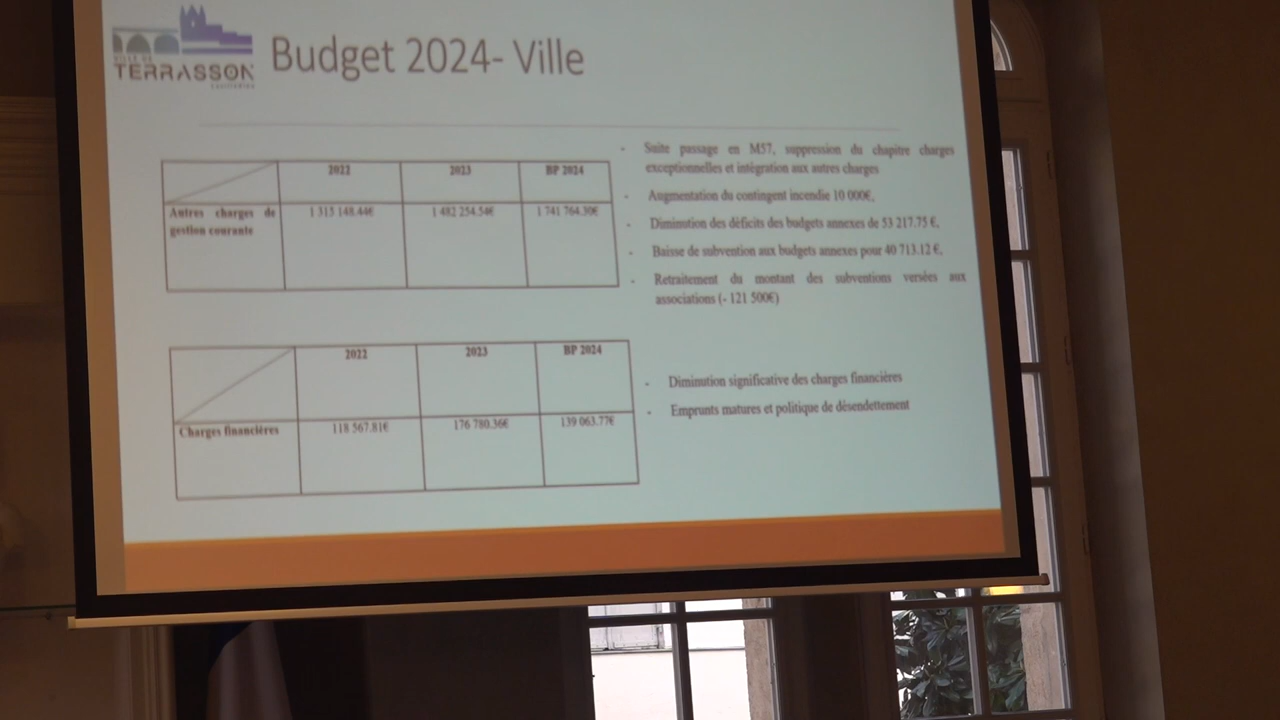 VILLE DE
TERRASSON
Budget 2024- Ville
2022
2023
BP 2024
Autres charges de
gestion courante
1 315 148.44€
1 482 254.54€
1 741 764.30€
- Suite passage en M57, suppression du chapitre charges
exceptionnelles et intégration aux autres charges
- Augmentation du contingent incendie 10 000€,
- Diminution des déficits des budgets annexes de 53 217.75 €,
- Baisse de subvention aux budgets annexes pour 40 713.12 €,
- Retraitement du montant des subventions versées aux
associations (- 121 500€)
2022
2023
BP 2024
Charges financières
118 567.81€
176 780.36€
139 063.77€
- Diminution significative des charges financières
- Emprunts matures et politique de désendettement